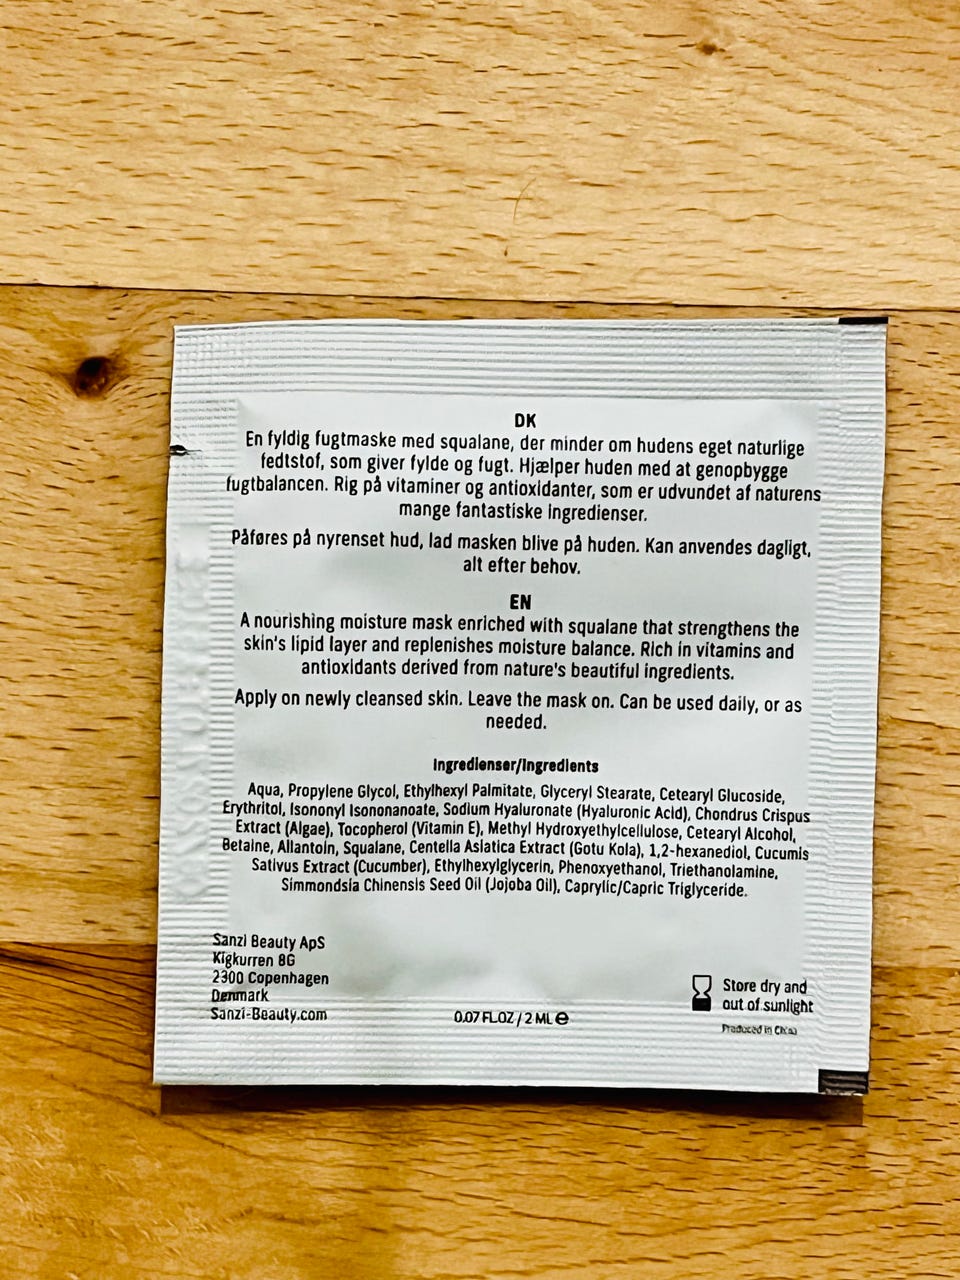 DK
En fyldig fugtmaske med squalane, der minder om hudens eget naturlige
fedtstof, som giver fylde og fugt. Hjælper huden med at genopbygge
fugtbalancen. Rig på vitaminer og antioxidanter, som er udvundet af naturens
mange fantastiske ingredienser.
Påføres på nyrenset hud, lad masken blive på huden. Kan anvendes dagligt,
alt efter behov.
EN
A nourishing moisture mask enriched with squalane that strengthens the
skin's lipid layer and replenishes moisture balance. Rich in vitamins and
antioxidants derived from nature's beautiful ingredients.
Apply on newly cleansed skin. Leave the mask on. Can be used daily, or as
needed.
Ingredienser/Ingredients
Aqua, Propylene Glycol, Ethylhexyl Palmitate, Glyceryl Stearate, Cetearyl Glucoside,
Erythritol, Isononyl Isononanoate, Sodium Hyaluronate (Hyaluronic Acid), Chondrus Crispus
Extract (Algae), Tocopherol (Vitamin E), Methyl Hydroxyethylcellulose, Cetearyl Alcohol,
Betaine, Allantoin, Squalane, Centella Asiatica Extract (Gotu Kola), 1,2-hexanediol, Cucumis
Sativus Extract (Cucumber), Ethylhexylglycerin, Phenoxyethanol, Triethanolamine,
Simmondsia Chinensis Seed Oil (Jojoba Oil), Caprylic/Capric Triglyceride.
Sanzi Beauty ApS
Kigkurren 8G
2300 Copenhagen
Denmark
Sanzi-Beauty.com
0.07 FL.OZ / 2 ML ℮
Store dry and
out of sunlight
Produced in China